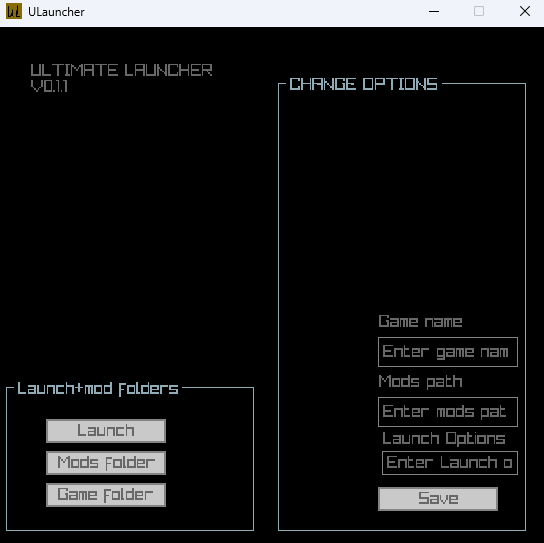 UL ULauncher
ULTIMATE LAUNCHER
V0.1.1
CHANGE OPTIONS
Game name
Enter game nam
Mods path
Enter mods pat
Launch Options
Enter Launch o
Save
Launch+mod folders
Launch
Mods folder
Game folder